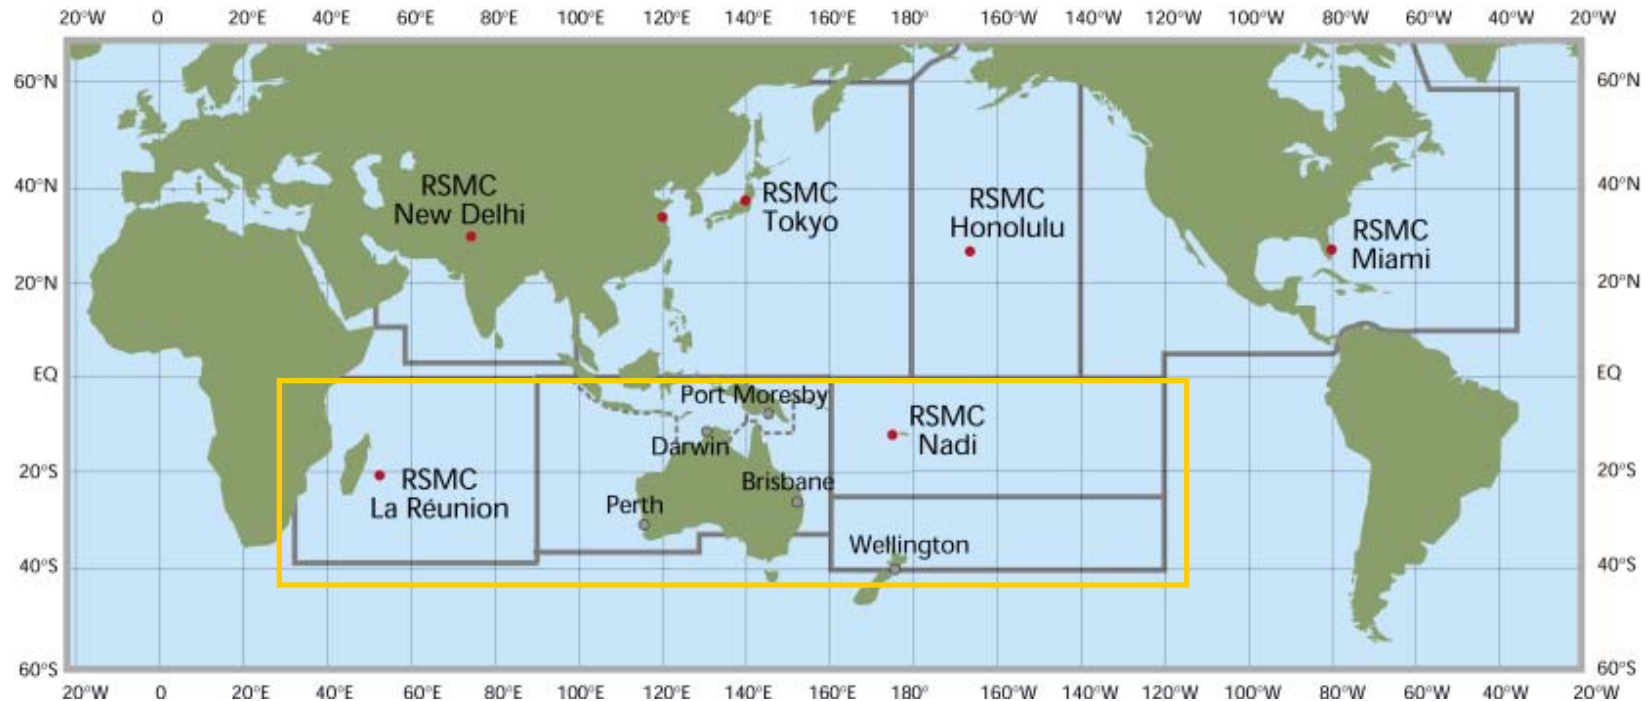 20°W 0 20°E 40°E 60°E 80°E 100°E 120°E 140°E 160°E 180° 160°W 140°W 120°W 100°W 80°W 60°W 40°W 20°W
60°N 60°N
RSMC
New Delhi
40°N 40°N
RSMC
Tokyo
RSMC
Honolulu
RSMC
Miami
20°N 20°N
EQ EQ
Port Moresby
RSMC
Nadi
Darwin
20°S 20°S
RSMC
La Réunion
Brisbane
Perth
Wellington
40°S 40°S
60°S 60°S
20°W 0 20°E 40°E 60°E 80°E 100°E 120°E 140°E 160°E 180° 160°W 140°W 120°W 100°W 80°W 60°W 40°W 20°W